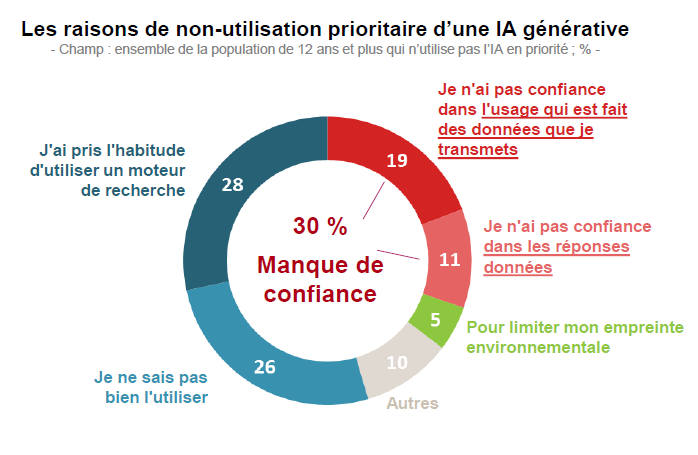 Les raisons de non-utilisation prioritaire d’une IA générative
- Champ : ensemble de la population de 12 ans et plus qui n’utilise pas l’IA en priorité ; % -
Je n'ai pas confiance
dans l'usage qui est fait
des données que je
transmets
19
J'ai pris l'habitude
d'utiliser un moteur
de recherche
28
30 %
Manque de
confiance
Je n'ai pas confiance
dans les réponses
données
11
5
Pour limiter mon empreinte
environnementale
10
Autres
26
Je ne sais pas
bien l'utiliser